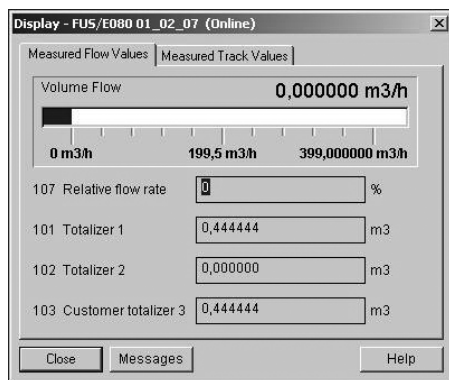 Display - FUS/E080 01_02_07 (Online)
Measured Flow Values Measured Track Values
Volume Flow 0,000000 m3/h
0 m3/h 199,5 m3/h 399,000000 m3/h
107 Relative flow rate 0 %
101 Totalizer 1 0,444444 m3
102 Totalizer 2 0,000000 m3
103 Customer totalizer 3 0,444444 m3
Close Messages Help